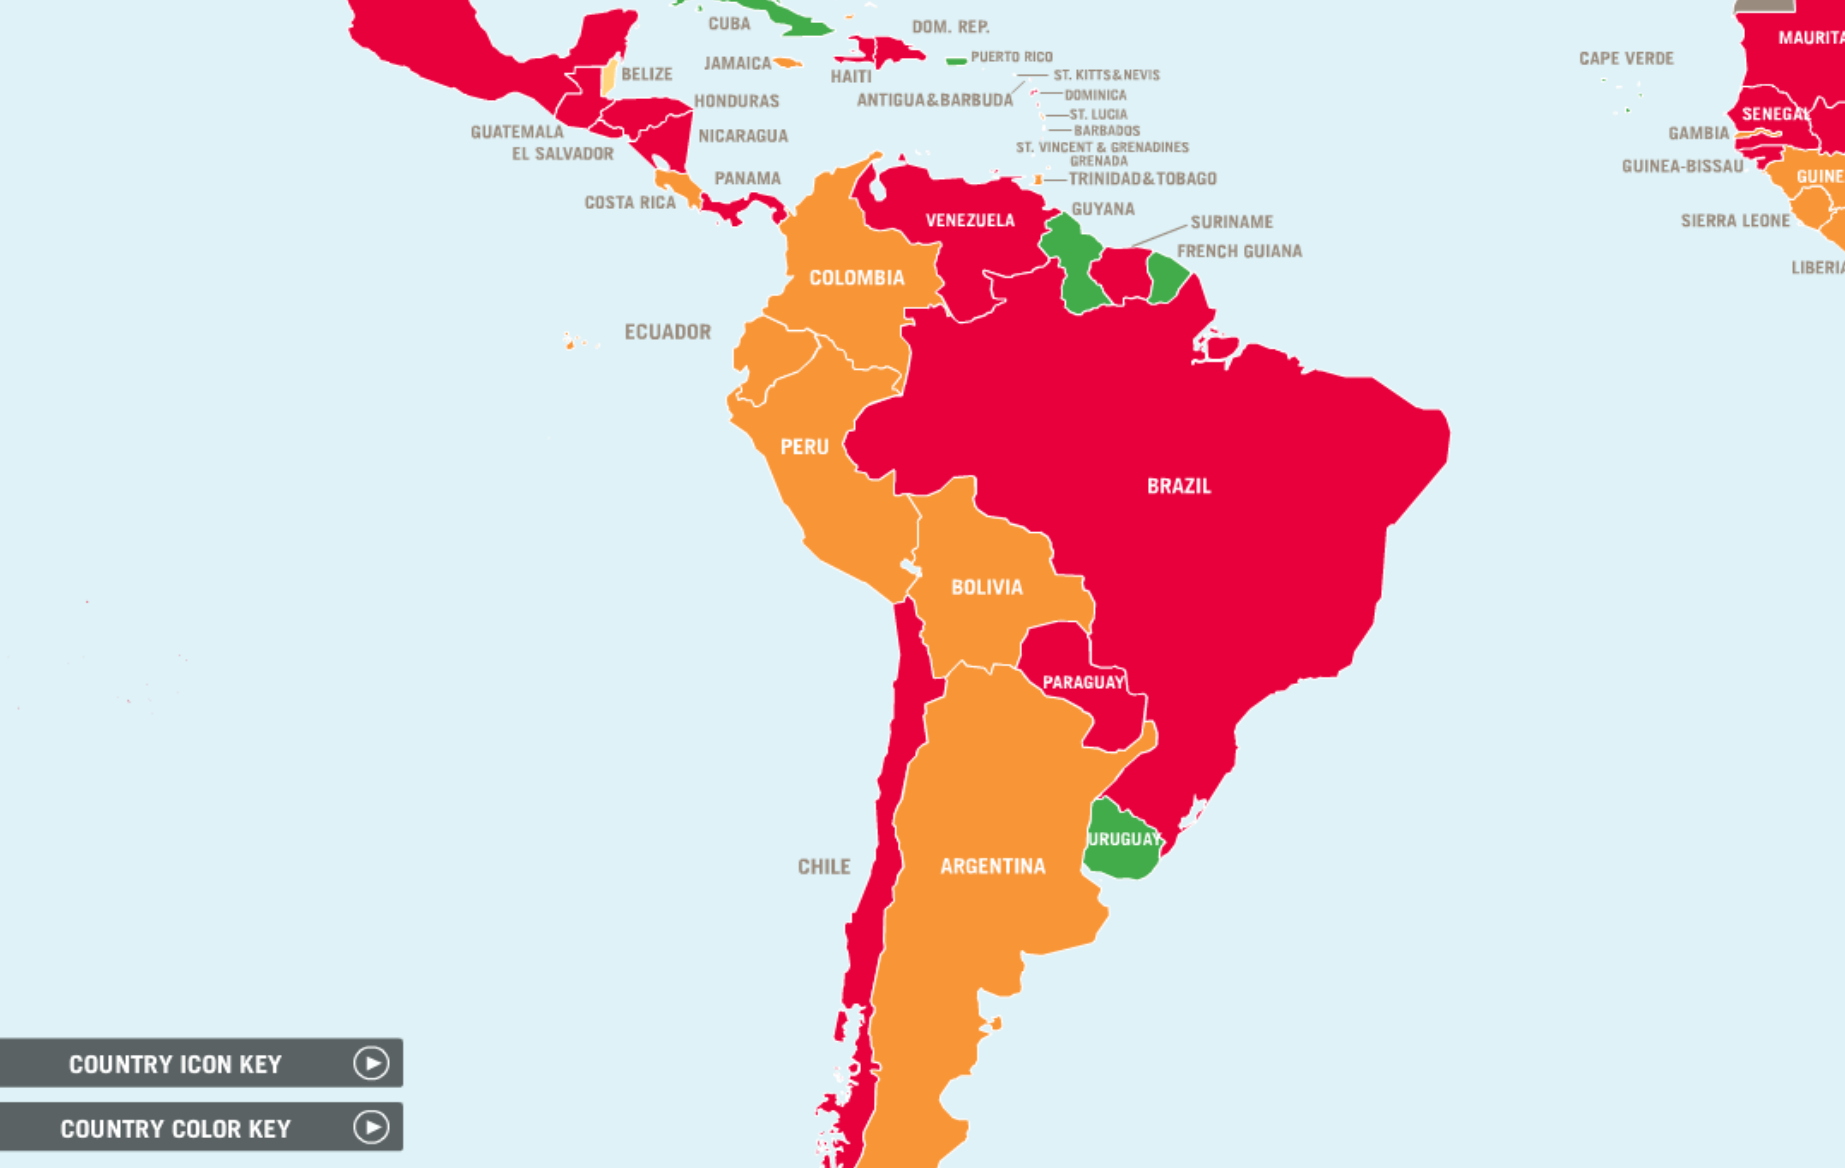 CUBA
DOM. REP.
MAURITA
JAMAICA
HAITI
PUERTO RICO
CAPE VERDE
BELIZE
ST. KITTS&NEVIS
ANTIGUA&BARBUDA
DOMINICA
HONDURAS
ST. LUCIA
SENEGAL
GUATEMALA
NICARAGUA
BARBADOS
GAMBIA
EL SALVADOR
ST. VINCENT & GRENADINES
GRENADA
GUINEA-BISSAU
PANAMA
TRINIDAD&TOBAGO
GUINE
COSTA RICA
GUYANA
VENEZUELA
SURINAME
SIERRA LEONE
FRENCH GUIANA
COLOMBIA
LIBERIA
ECUADOR
PERU
BRAZIL
BOLIVIA
PARAGUAY
URUGUAY
CHILE
ARGENTINA
COUNTRY ICON KEY
COUNTRY COLOR KEY